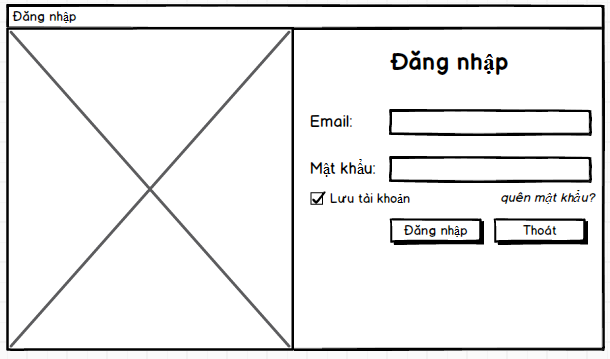 Đăng nhập
Đăng nhập
Email:
Mật khẩu:
Lưu tài khoản
quên mật khẩu?
Đăng nhập
Thoát